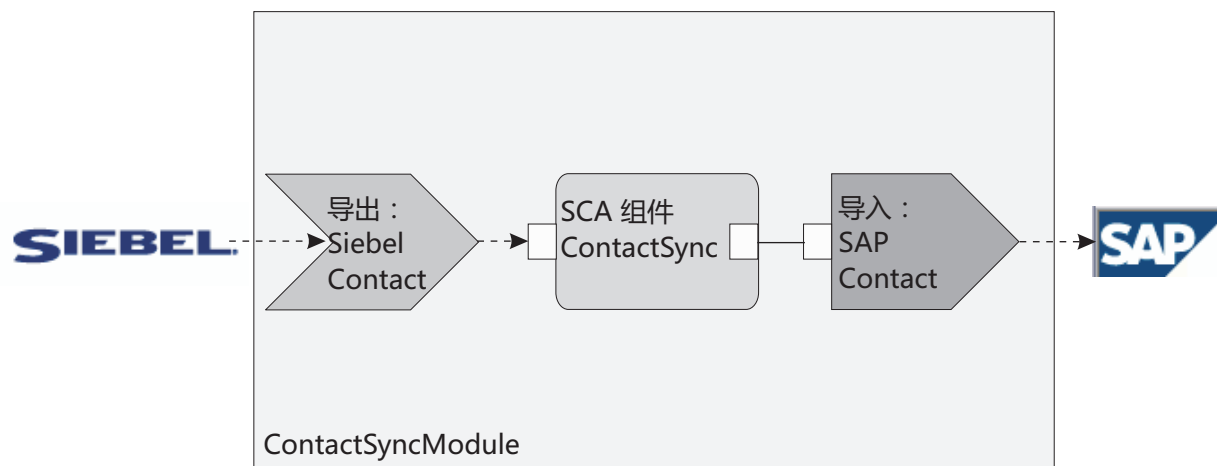 SIEBEL.
导出：
Siebel
Contact
SCA 组件
ContactSync
导入：
SAP
Contact
SAP
ContactSyncModule